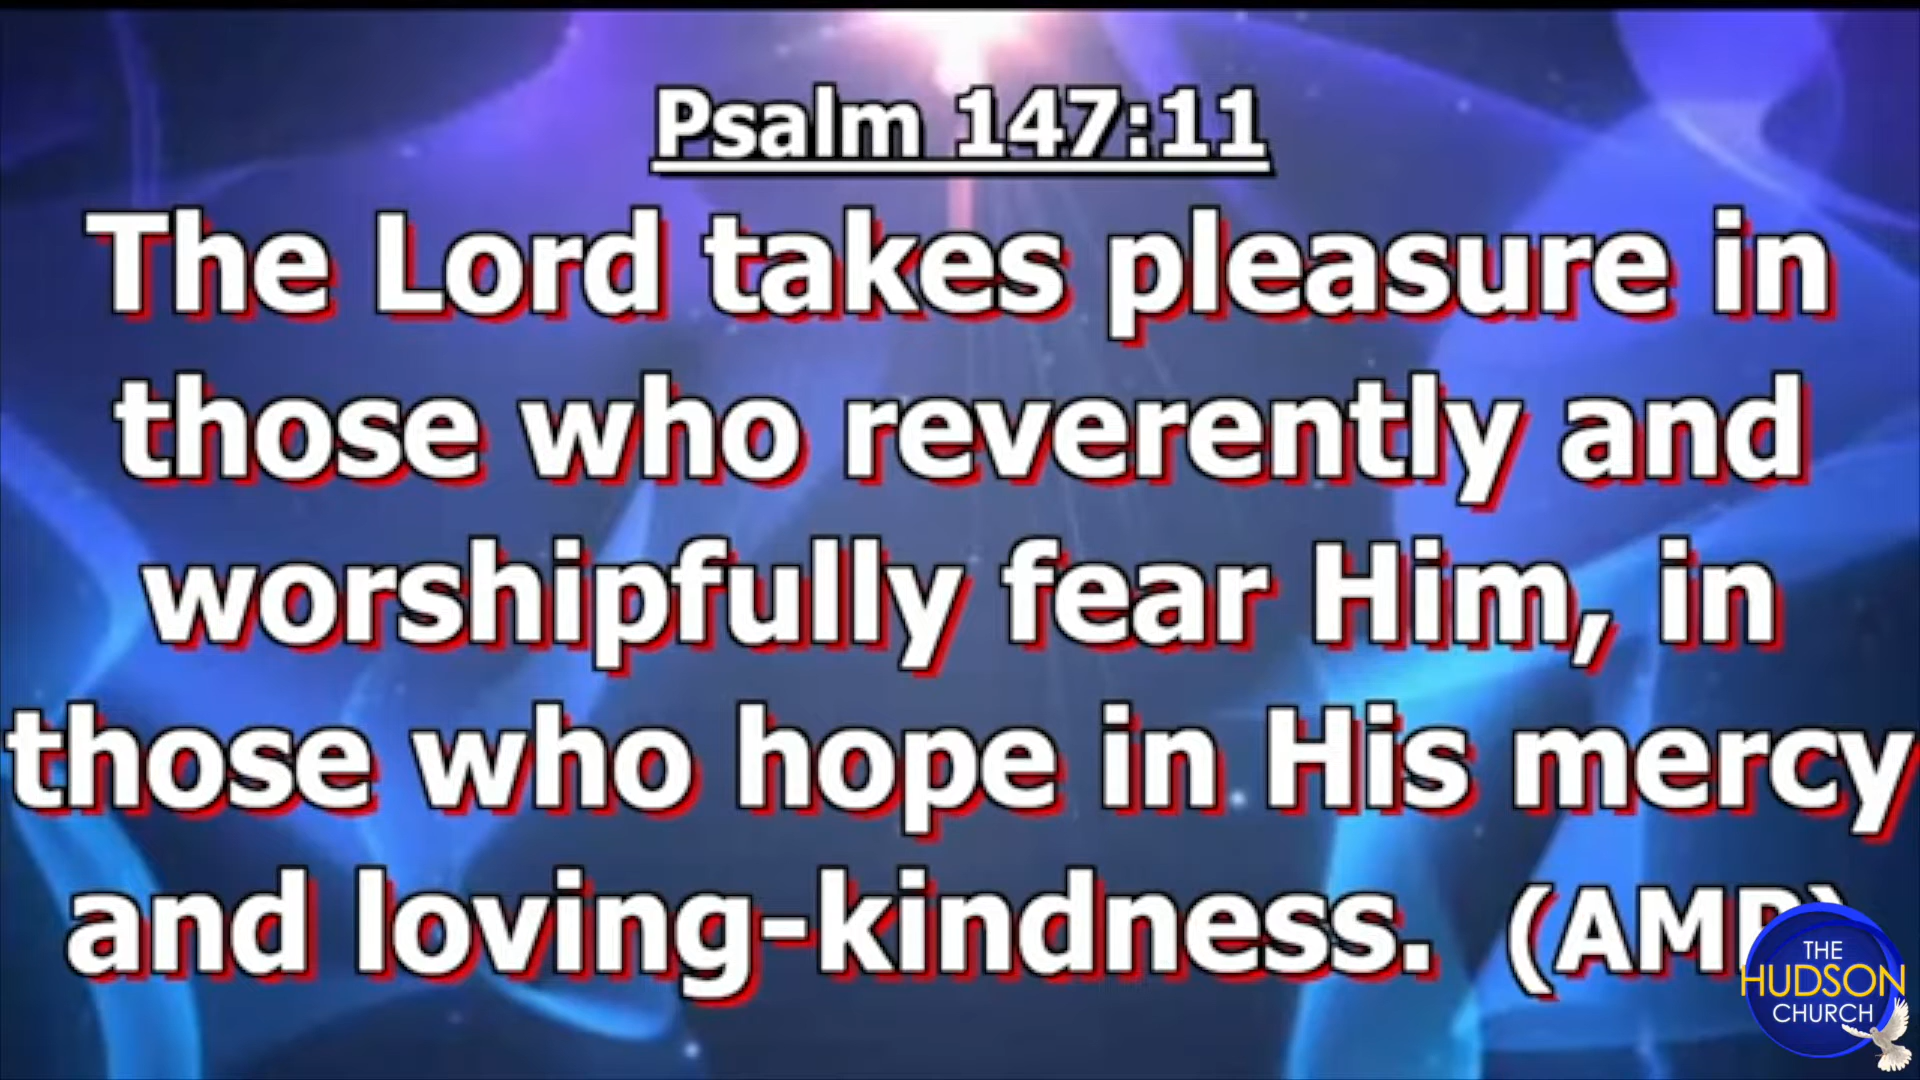 Psalm 147:11
The Lord takes pleasure in
those who reverently and
worshipfully fear Him, in
those who hope in His mercy
and loving-kindness. (AMP)
THE
HUDSON
CHURCH